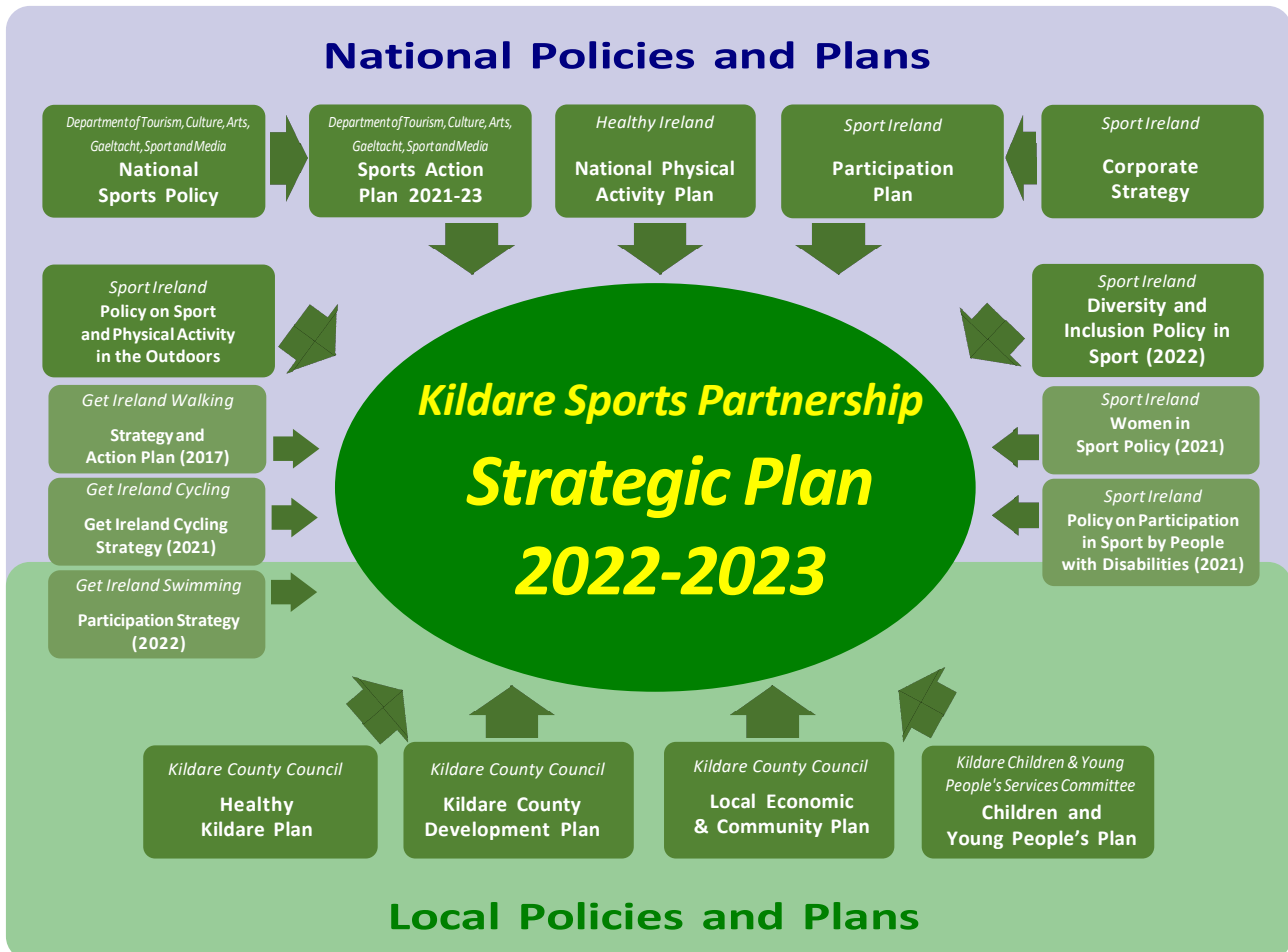 National Policies and Plans
Department of Tourism, Culture, Arts,
Gaeltacht, Sport and Media
National
Sports Policy
Department of Tourism, Culture, Arts,
Gaeltacht, Sport and Media
Sports Action
Plan 2021-23
Healthy Ireland
National Physical
Activity Plan
Sport Ireland
Participation
Plan
Sport Ireland
Corporate
Strategy
Sport Ireland
Policy on Sport
and Physical Activity
in the Outdoors
Get Ireland Walking
Strategy and
Action Plan (2017)
Get Ireland Cycling
Get Ireland Cycling
Strategy (2021)
Get Ireland Swimming
Participation Strategy
(2022)
Kildare Sports Partnership
Strategic Plan
2022-2023
Sport Ireland
Diversity and
Inclusion Policy in
Sport (2022)
Sport Ireland
Women in
Sport Policy (2021)
Sport Ireland
Policy on Participation
in Sport by People
with Disabilities (2021)
Kildare County Council
Healthy
Kildare Plan
Kildare County Council
Kildare County
Development Plan
Kildare County Council
Local Economic
& Community Plan
Kildare Children & Young
People's Services Committee
Children and
Young People’s Plan
Local Policies and Plans